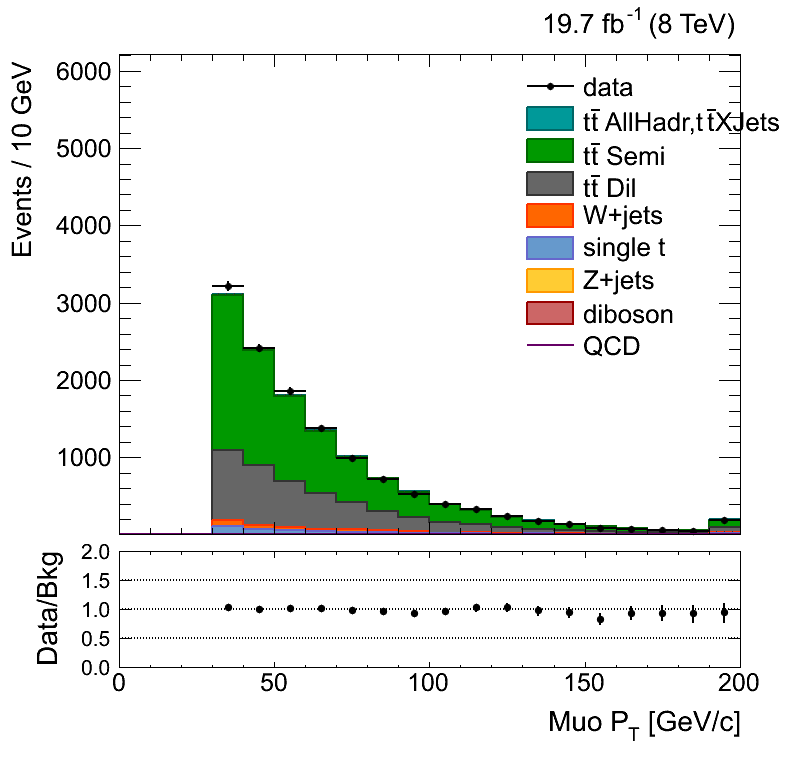 19.7 fb⁻¹ (8 TeV)
Events / 10 GeV
6000
5000
4000
3000
2000
1000
data
tt̄ AllHadr,tt̄XJets
tt̄ Semi
tt̄ Dil
W+jets
single t
Z+jets
diboson
QCD
Data/Bkg
2.0
1.5
1.0
0.5
0.0
0 50 100 150 200
Muo P_T [GeV/c]